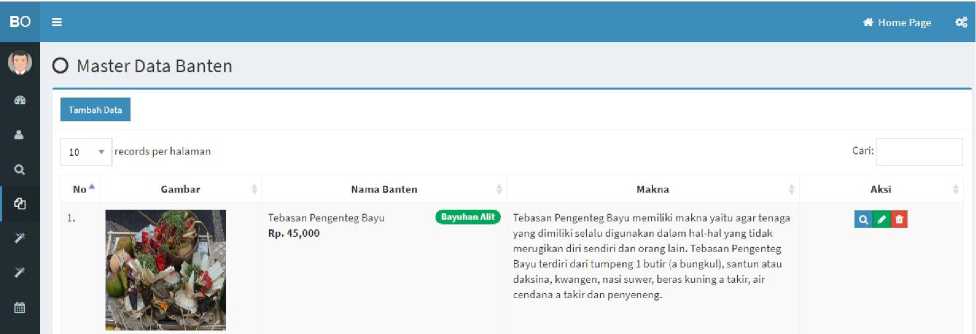 BO
Home Page
Master Data Banten
Tambah Data
10 records per halaman
Cari:
No Gambar Nama Banten Makna Aksi
1. Tebasan Pengenteg Bayu Bayuhan Alit Tebasan Pengenteg Bayu memiliki makna yaitu agar tenaga
Rp. 45,000 yang dimiliki selalu digunakan dalam hal-hal yang tidak
merugikan diri sendiri dan orang lain. Tebasan Pengenteg
Bayu terdiri dari tumpeng 1 butir (a bungkul), santun atau
daksina, kwangen, nasi suwer, beras kuning a takir, air
cendana a takir dan penyeneng.